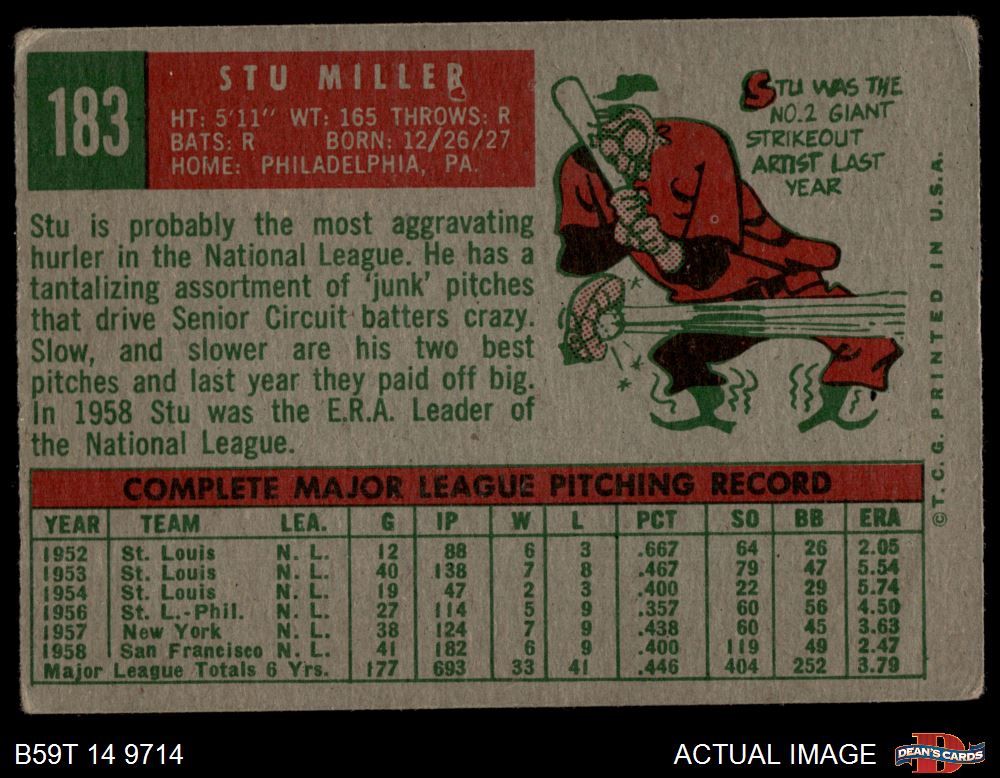 183
STU MILLER
HT: 5'11" WT: 165 THROWS: R
BATS: R BORN: 12/26/27
HOME: PHILADELPHIA, PA.
STU WAS THE
NO.2 GIANT
STRIKEOUT
ARTIST LAST
YEAR
Stu is probably the most aggravating
hurler in the National League. He has a
tantalizing assortment of 'junk' pitches
that drive Senior Circuit batters crazy.
Slow, and slower are his two best
pitches and last year they paid off big.
In 1958 Stu was the E.R.A. Leader of
the National League.
©T.C.G. PRINTED IN U.S.A.
COMPLETE MAJOR LEAGUE PITCHING RECORD
YEAR TEAM LEA. G IP W L PCT SO BB ERA
1952 St. Louis N. L. 12 88 6 3 .667 64 26 2.05
1953 St. Louis N. L. 40 138 7 8 .467 79 47 5.54
1954 St. Louis N. L. 19 47 2 3 .400 22 29 5.74
1956 St. L.-Phil. N. L. 27 114 5 9 .357 60 56 4.50
1957 New York N. L. 38 124 7 9 .438 60 45 3.63
1958 San Francisco N. L. 41 182 6 9 .400 119 49 2.47
Major League Totals 6 Yrs. 177 693 33 41 .446 404 252 3.79
B59T 14 9714
ACTUAL IMAGE
DEAN'S CARDS